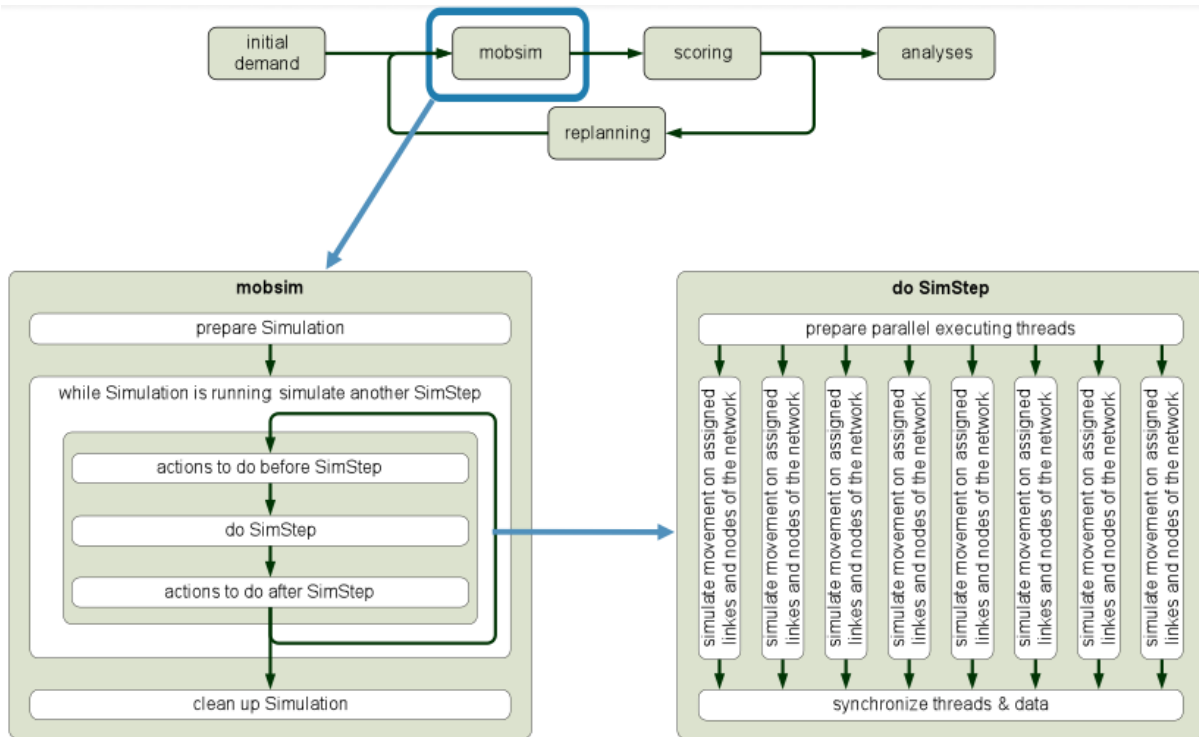 initial
demand
mobsim
scoring
analyses
replanning
mobsim
prepare Simulation
while Simulation is running simulate another SimStep
actions to do before SimStep
do SimStep
actions to do after SimStep
clean up Simulation
do SimStep
prepare parallel executing threads
simulate movement on assigned
linkes and nodes of the network
simulate movement on assigned
linkes and nodes of the network
simulate movement on assigned
linkes and nodes of the network
simulate movement on assigned
linkes and nodes of the network
simulate movement on assigned
linkes and nodes of the network
simulate movement on assigned
linkes and nodes of the network
simulate movement on assigned
linkes and nodes of the network
simulate movement on assigned
linkes and nodes of the network
synchronize threads & data